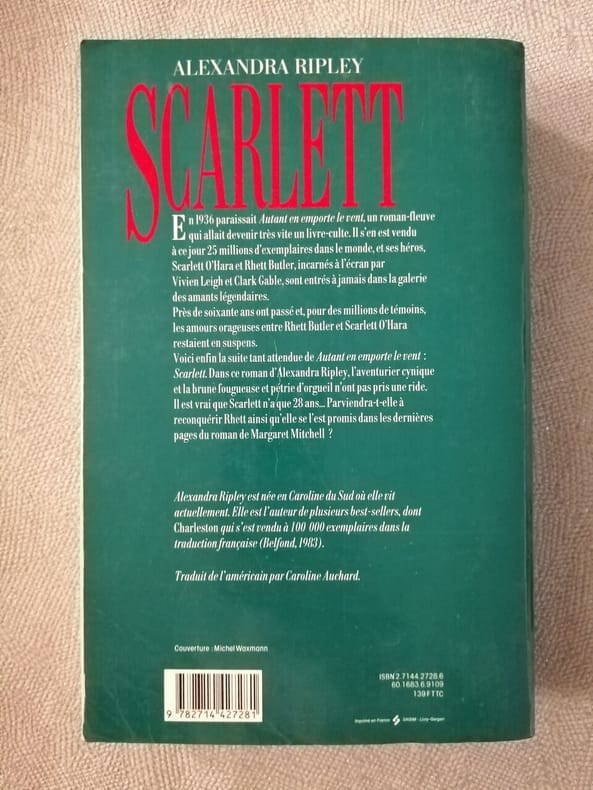 ALEXANDRA RIPLEY
SCARLETT
En 1936 paraissait Autant en emporte le vent, un roman-fleuve
qui allait devenir très vite un livre-culte. Il s'en est vendu
à ce jour 25 millions d'exemplaires dans le monde, et ses héros,
Scarlett O'Hara et Rhett Butler, incarnés à l'écran par
Vivien Leigh et Clark Gable, sont entrés à jamais dans la galerie
des amants légendaires.
Près de soixante ans ont passé et, pour des millions de témoins,
les amours orageuses entre Rhett Butler et Scarlett O'Hara
restaient en suspens.
Voici enfin la suite tant attendue de Autant en emporte le vent :
Scarlett. Dans ce roman d'Alexandra Ripley, l'aventurier cynique
et la brune fougueuse et pétrie d'orgueil n'ont pas pris une ride.
Il est vrai que Scarlett n'a que 28 ans... Parviendra-t-elle à
reconquérir Rhett ainsi qu'elle se l'est promis dans les dernières
pages du roman de Margaret Mitchell ?
Alexandra Ripley est née en Caroline du Sud où elle vit
actuellement. Elle est l'auteur de plusieurs best-sellers, dont
Charleston qui s'est vendu à 100 000 exemplaires dans la
traduction française (Belfond, 1983).
Traduit de l'américain par Caroline Auchard.
Couverture : Michel Waxmann
ISBN 2.7144.2728.6
60.1683.6.9109
139 F TTC
9 782714 427281
Imprimé en France